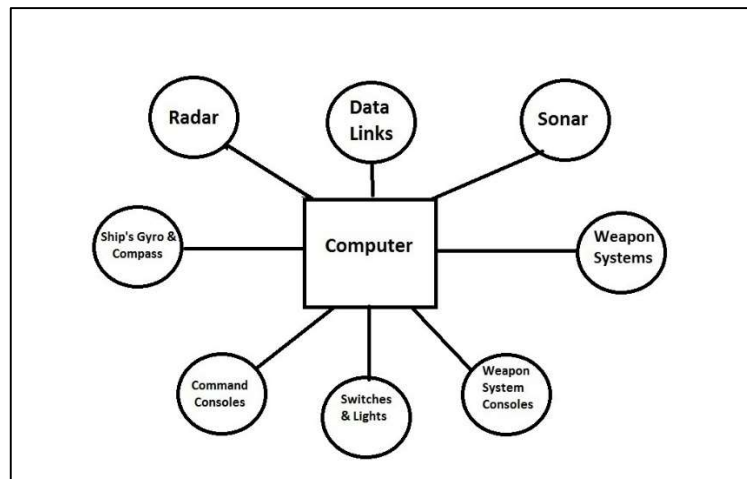 Radar
Data
Links
Sonar
Ship's Gyro &
Compass
Computer
Weapon
Systems
Command
Consoles
Switches
& Lights
Weapon
System
Consoles